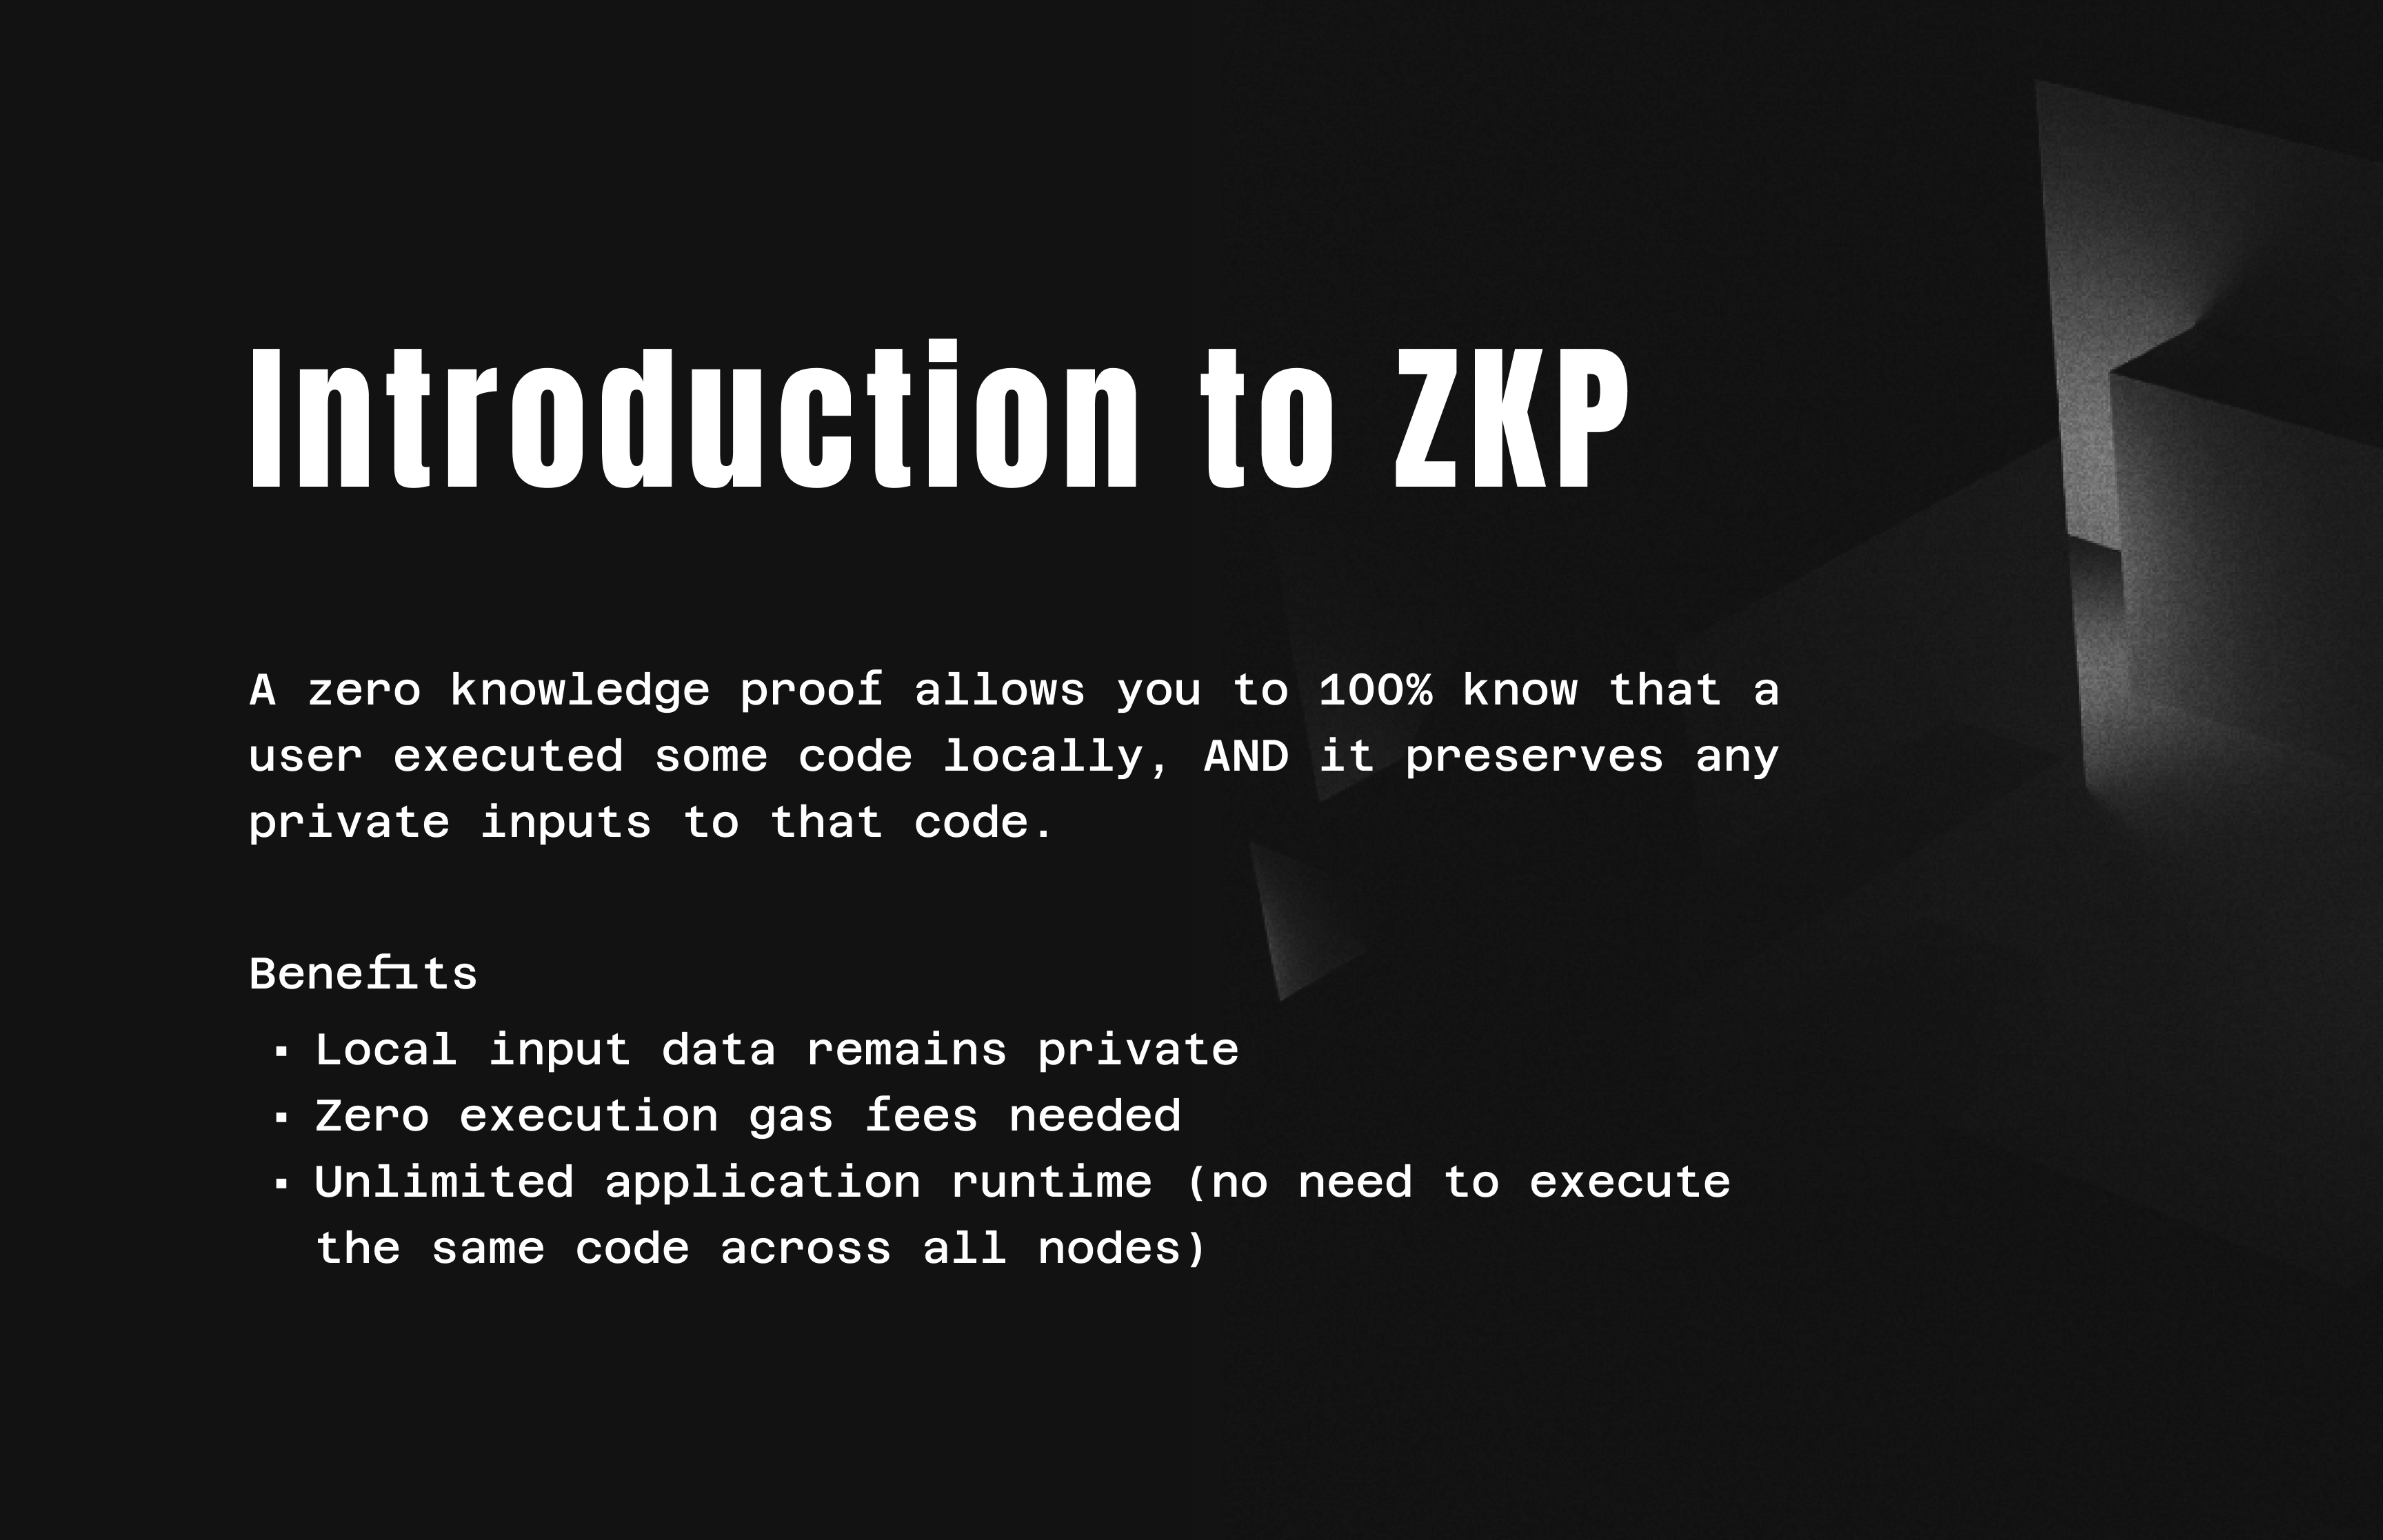 Introduction to ZKP
A zero knowledge proof allows you to 100% know that a
user executed some code locally, AND it preserves any
private inputs to that code.
Benefits
▪ Local input data remains private
▪ Zero execution gas fees needed
▪ Unlimited application runtime (no need to execute
the same code across all nodes)